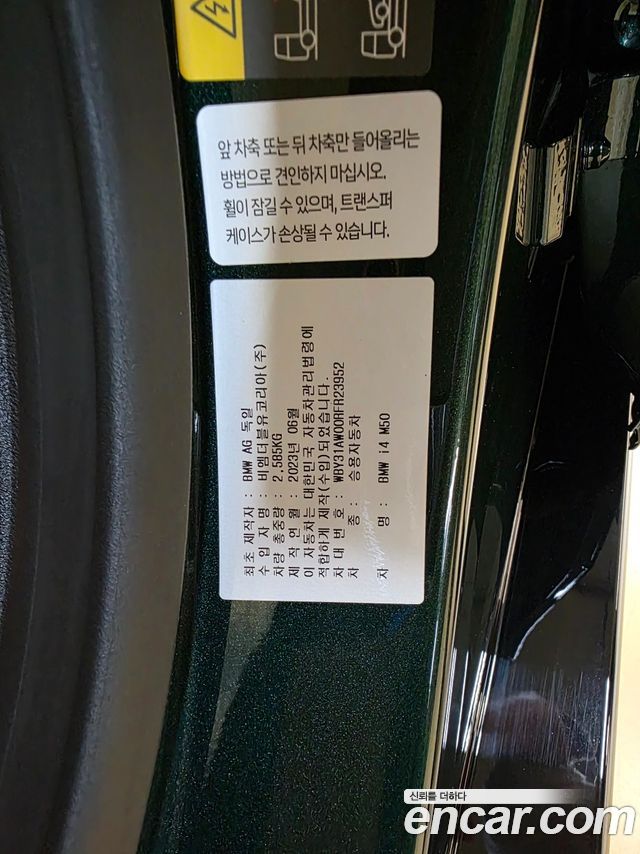 앞 차축 또는 뒤 차축만 들어올리는
방법으로 견인하지 마십시오.
휠이 잠길 수 있으며, 트랜스퍼
케이스가 손상될 수 있습니다.
최초 제작자 : BMW AG 독일
수 입 자 명 : 비엠더블유코리아(주)
차량 총중량 : 2,585KG
제 작 연 월 : 2023년 06월
이 자동차는 대한민국 자동차관리법령에
적합하게 제작(수입)되었습니다.
차 대 번 호 : WBY31AW00RFR23952
차 종 : 승용자동차
차 명 : BMW i4 M50
신뢰를 더하다
encar.com